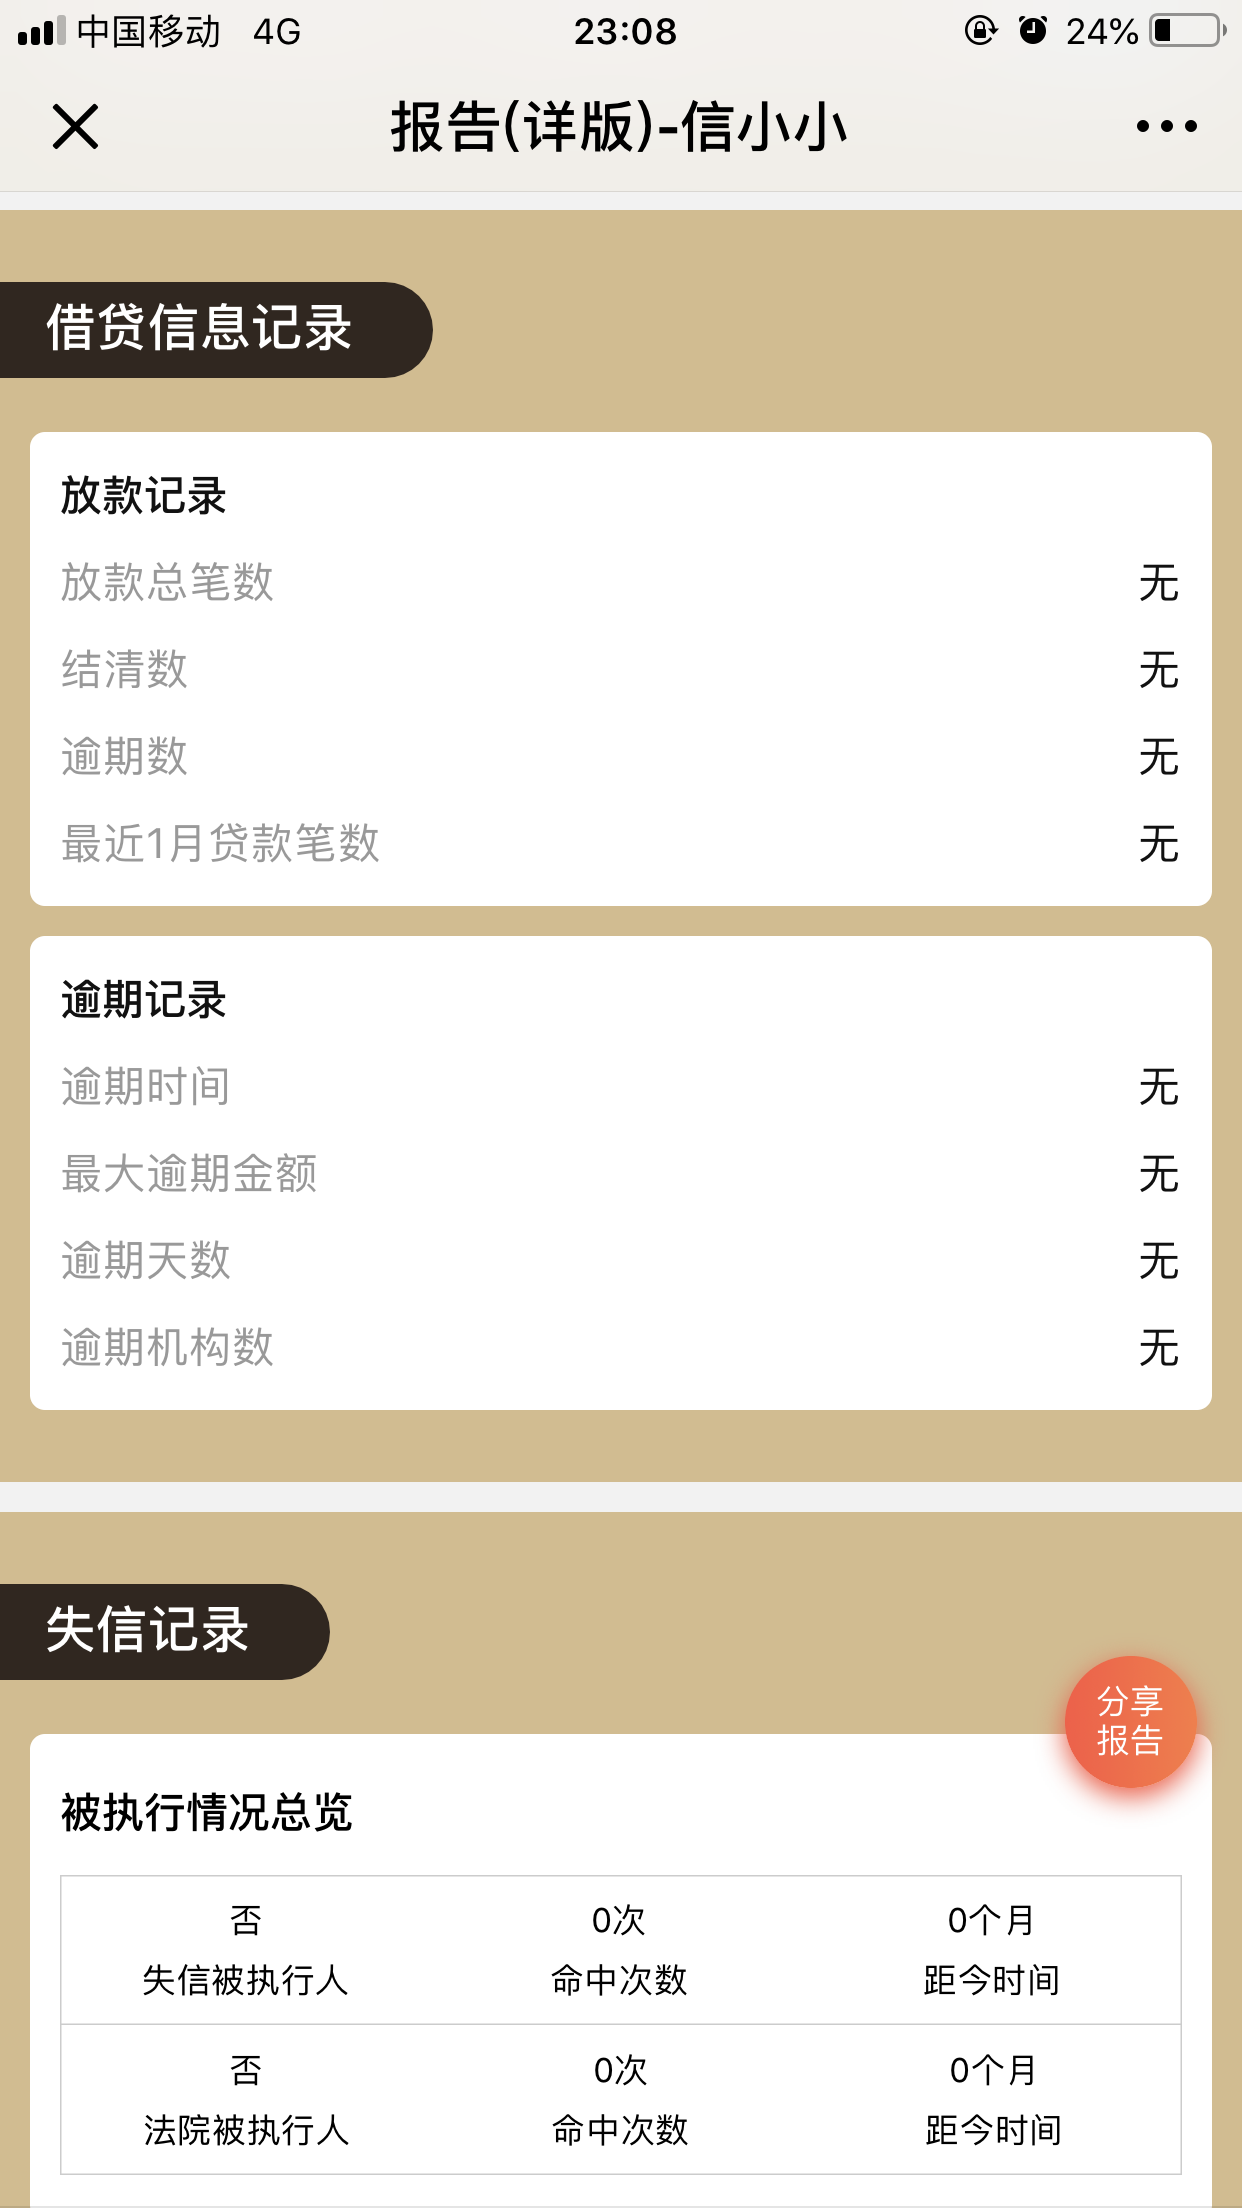 中国移动 4G 23:08 24%
报告(详版)-信小小
借贷信息记录
放款记录
放款总笔数 无
结清数 无
逾期数 无
最近1月贷款笔数 无
逾期记录
逾期时间 无
最大逾期金额 无
逾期天数 无
逾期机构数 无
失信记录
分享
报告
被执行情况总览
否 0次 0个月
失信被执行人 命中次数 距今时间
否 0次 0个月
法院被执行人 命中次数 距今时间